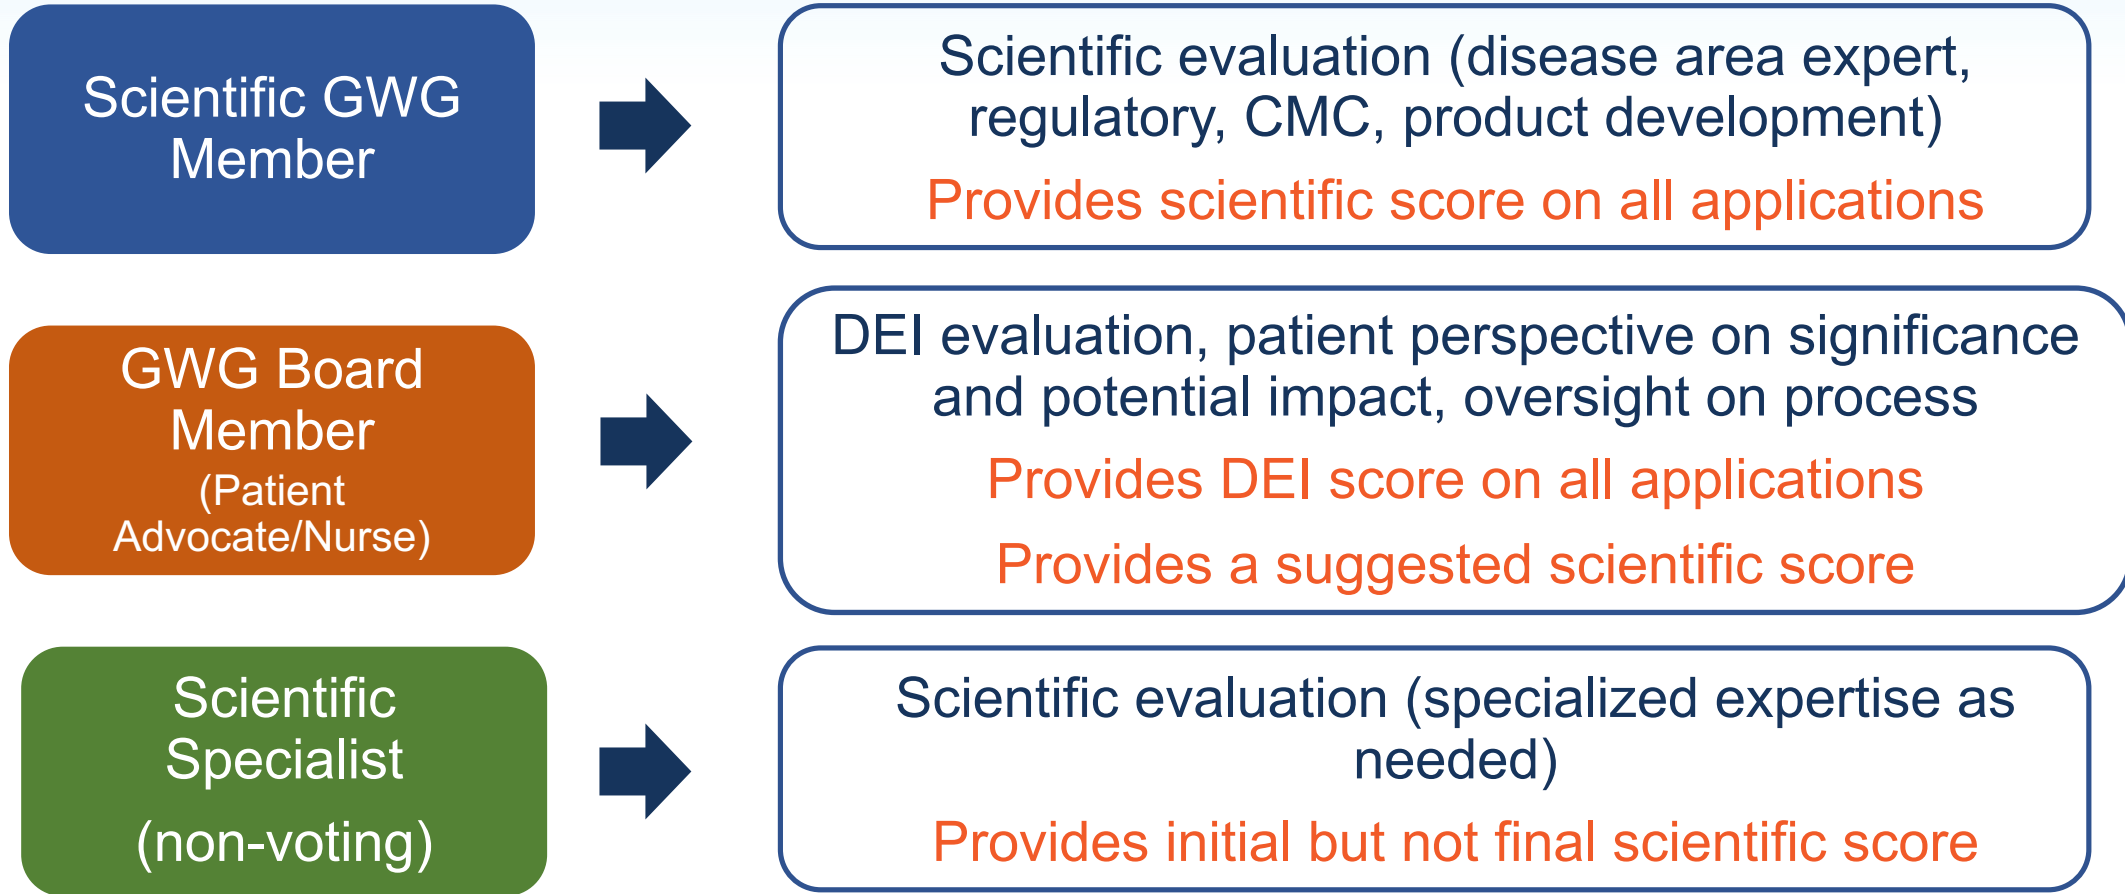 Scientific GWG
Member
Scientific evaluation (disease area expert,
regulatory, CMC, product development)
Provides scientific score on all applications
GWG Board
Member
(Patient
Advocate/Nurse)
DEI evaluation, patient perspective on significance
and potential impact, oversight on process
Provides DEI score on all applications
Provides a suggested scientific score
Scientific
Specialist
(non-voting)
Scientific evaluation (specialized expertise as
needed)
Provides initial but not final scientific score